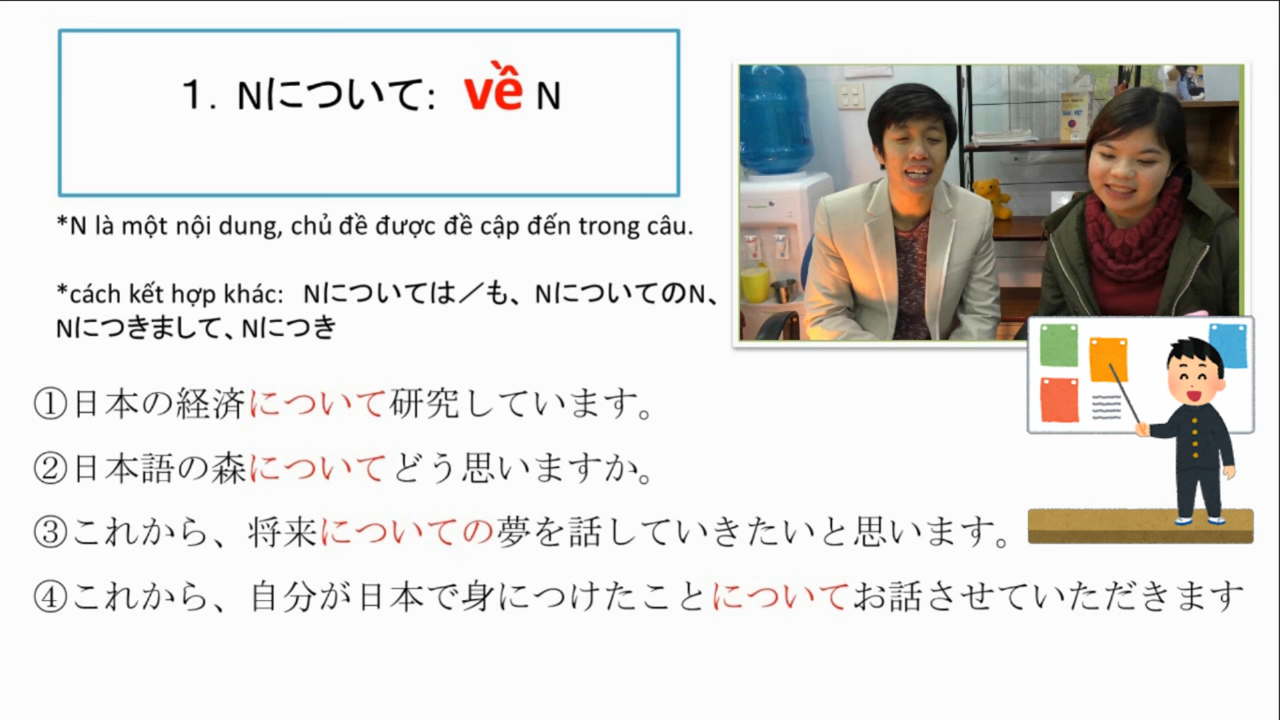 1. Nについて: về N
*N là một nội dung, chủ đề được đề cập đến trong câu.
*cách kết hợp khác: Nについては／も、NについてのN、
Nにつきまして、Nにつき
①日本の経済について研究しています。
②日本語の森についてどう思いますか。
③これから、将来についての夢を話していきたいと思います。
④これから、自分が日本で身につけたことについてお話させていただきます